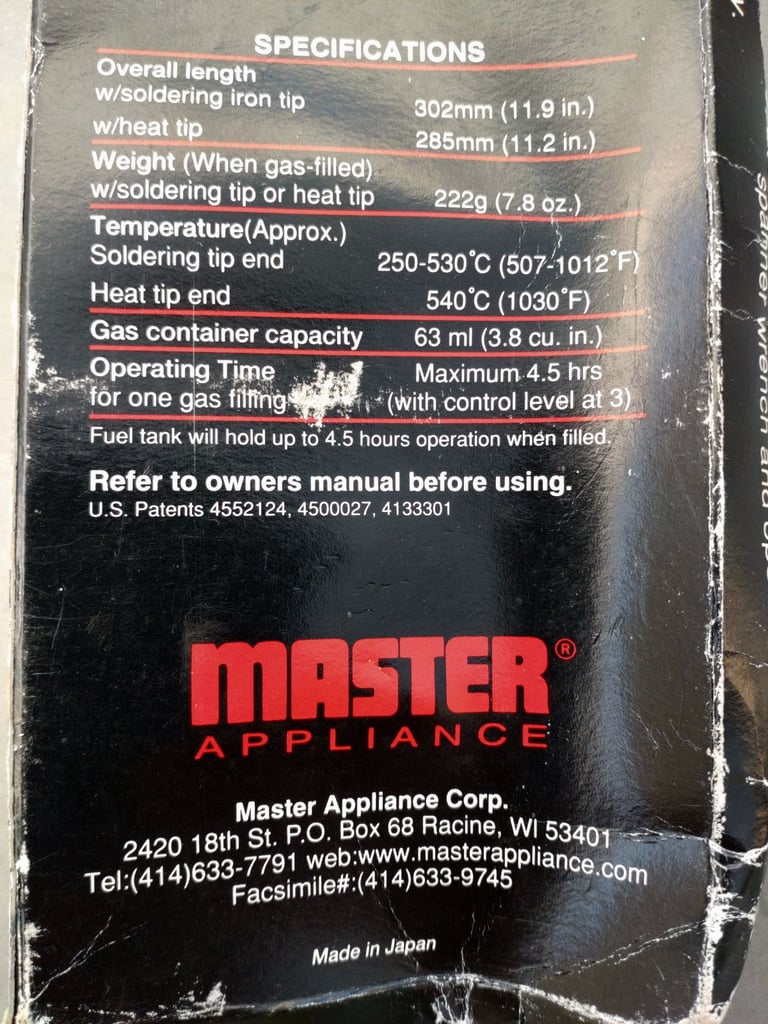 SPECIFICATIONS
Overall length
w/soldering iron tip 302mm (11.9 in.)
w/heat tip 285mm (11.2 in.)
Weight (When gas-filled)
w/soldering tip or heat tip 222g (7.8 oz.)
Temperature(Approx.)
Soldering tip end 250-530°C (507-1012°F)
Heat tip end 540°C (1030°F)
Gas container capacity 63 ml (3.8 cu. in.)
Operating Time Maximum 4.5 hrs
for one gas filling (with control level at 3)
Fuel tank will hold up to 4.5 hours operation when filled.
Refer to owners manual before using.
U.S. Patents 4552124, 4500027, 4133301
MASTER®
APPLIANCE
Master Appliance Corp.
2420 18th St. P.O. Box 68 Racine, WI 53401
Tel:(414)633-7791 web:www.masterappliance.com
Facsimile#:(414)633-9745
Made in Japan
spanner wrench and